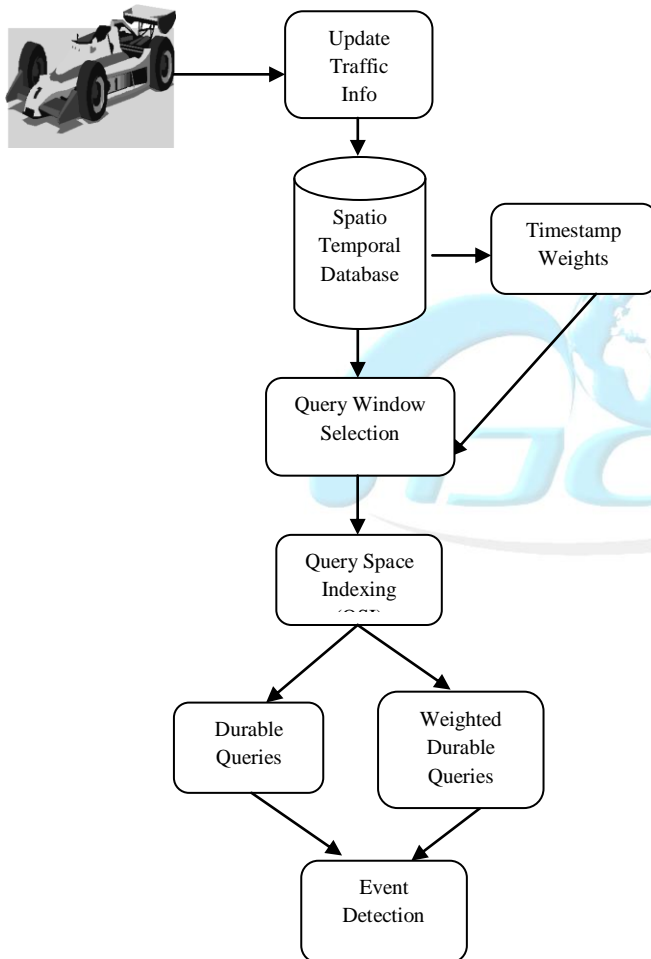 Update
Traffic
Info
Spatio
Temporal
Database
Timestamp
Weights
Query Window
Selection
Query Space
Indexing
Durable
Queries
Weighted
Durable
Queries
Event
Detection